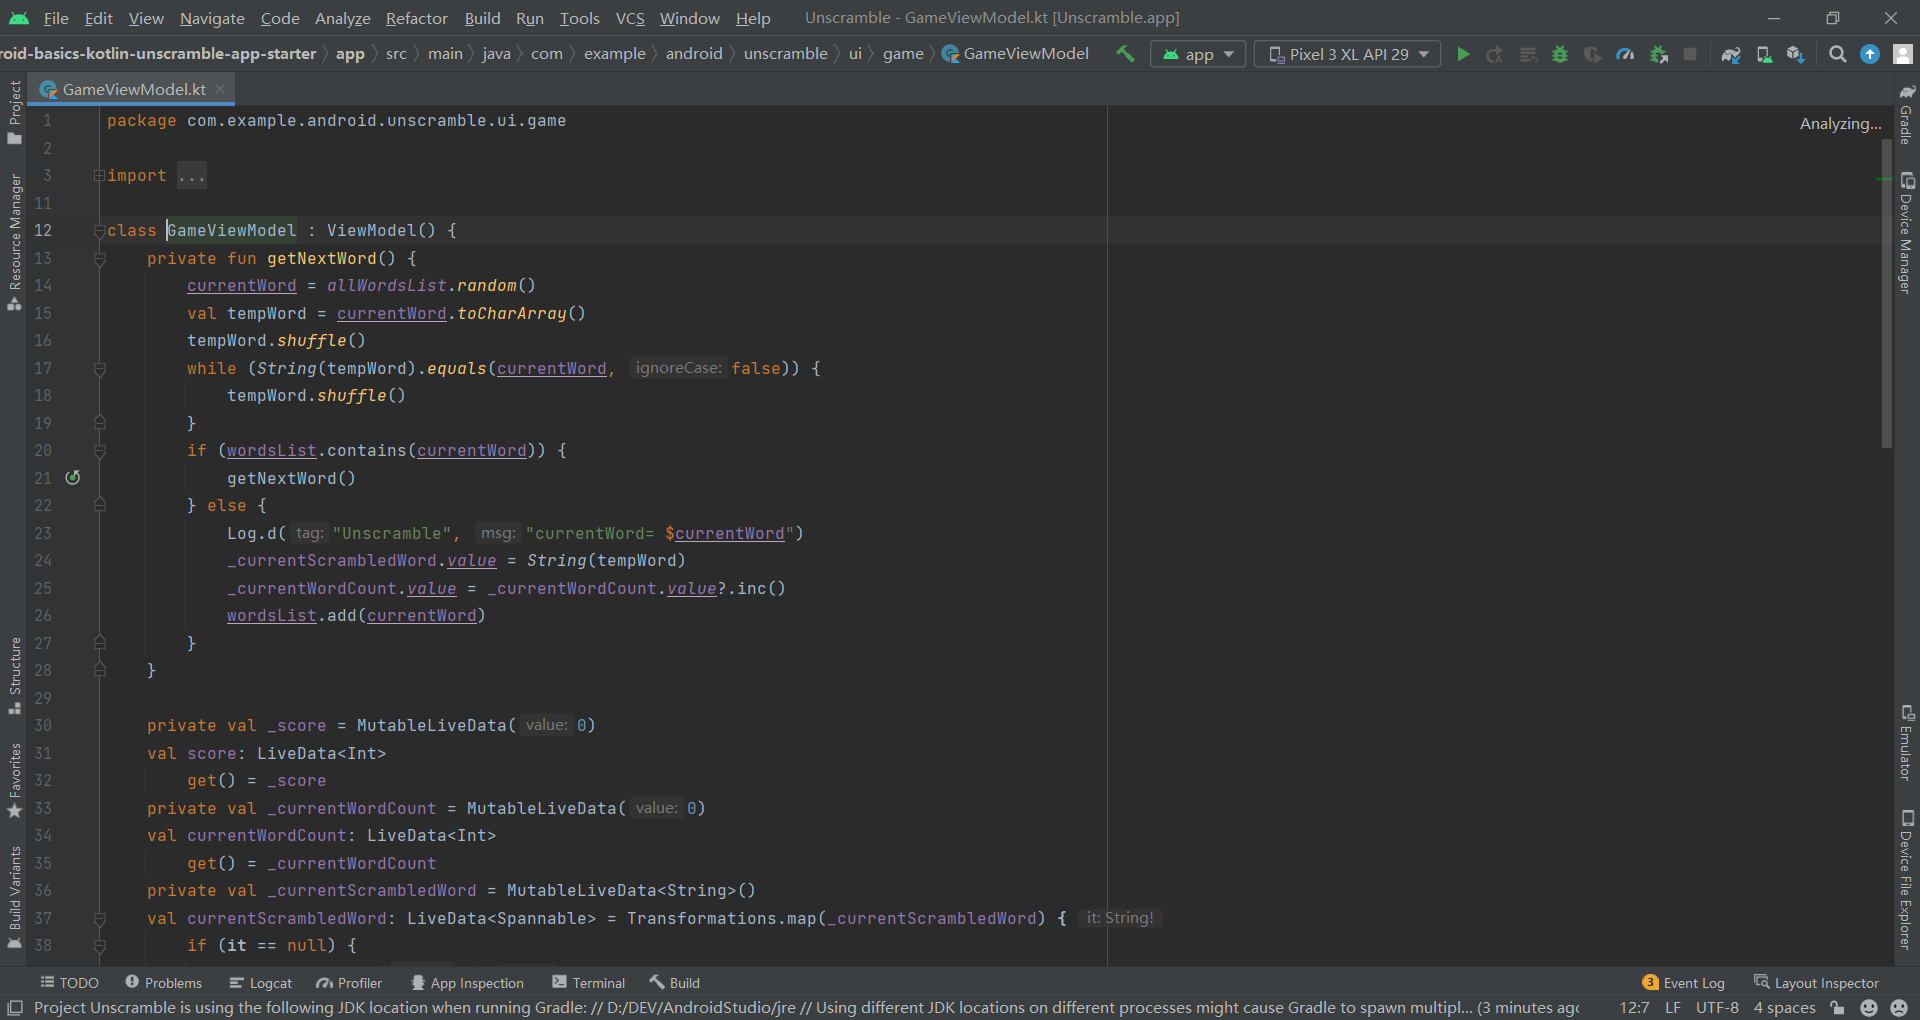 File Edit View Navigate Code Analyze Refactor Build Run Tools VCS Window Help Unscramble - GameViewModel.kt [Unscramble.app]
roid-basics-kotlin-unscramble-app-starter app src main java com example android unscramble ui game GameViewModel app Pixel 3 XL API 29
GameViewModel.kt
Analyzing...
Project
Resource Manager
Structure
Favorites
Build Variants
1 package com.example.android.unscramble.ui.game
2
3 import ...
11
12 class GameViewModel : ViewModel() {
13 private fun getNextWord() {
14 currentWord = allWordsList.random()
15 val tempWord = currentWord.toCharArray()
16 tempWord.shuffle()
17 while (String(tempWord).equals(currentWord, ignoreCase: false)) {
18 tempWord.shuffle()
19 }
20 if (wordsList.contains(currentWord)) {
21 getNextWord()
22 } else {
23 Log.d( tag: "Unscramble", msg: "currentWord= $currentWord")
24 _currentScrambledWord.value = String(tempWord)
25 _currentWordCount.value = _currentWordCount.value?.inc()
26 wordsList.add(currentWord)
27 }
28 }
29
30 private val _score = MutableLiveData( value: 0)
31 val score: LiveData<Int>
32 get() = _score
33 private val _currentWordCount = MutableLiveData( value: 0)
34 val currentWordCount: LiveData<Int>
35 get() = _currentWordCount
36 private val _currentScrambledWord = MutableLiveData<String>()
37 val currentScrambledWord: LiveData<Spannable> = Transformations.map(_currentScrambledWord) { it: String!
38 if (it == null) {
Gradle
Device Manager
Emulator
Device File Explorer
TODO Problems Logcat Profiler App Inspection Terminal Build 3 Event Log Layout Inspector
Project Unscramble is using the following JDK location when running Gradle: // D:/DEV/AndroidStudio/jre // Using different JDK locations on different processes might cause Gradle to spawn multipl... (3 minutes ago 12:7 LF UTF-8 4 spaces